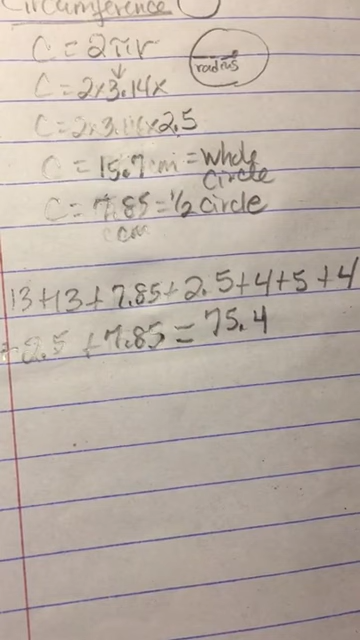 Circumference
C = 2πr
radius
C = 2×3.14×
C = 2×3.14×2.5
C = 15.7 cm = Whole circle
C = 7.85 = ½ circle
cm
13+13+7.85+2.5+4+5+4
+2.5 +7.85 = 75.4